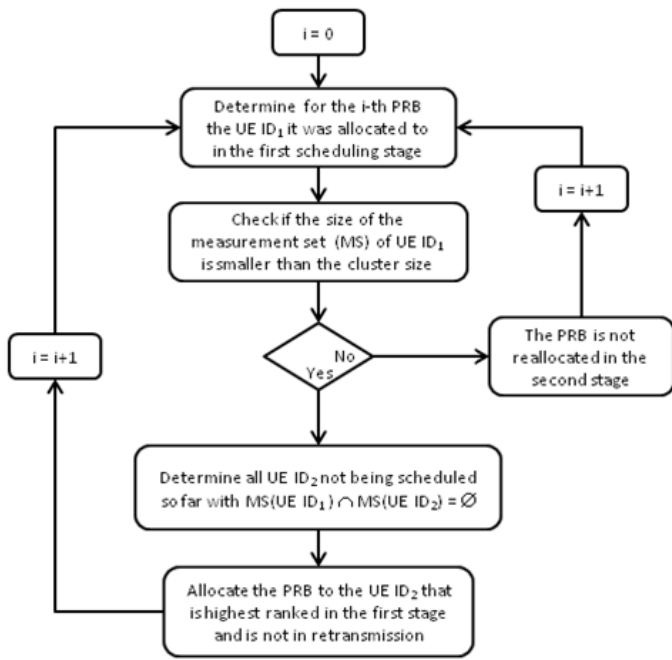 i = 0
Determine for the i-th PRB
the UE ID₁ it was allocated to
in the first scheduling stage
i = i+1
Check if the size of the
measurement set (MS) of UE ID₁
is smaller than the cluster size
i = i+1
No
Yes
The PRB is not
reallocated in the
second stage
Determine all UE ID₂ not being scheduled
so far with MS(UE ID₁) ∩ MS(UE ID₂) = ∅
Allocate the PRB to the UE ID₂ that
is highest ranked in the first stage
and is not in retransmission